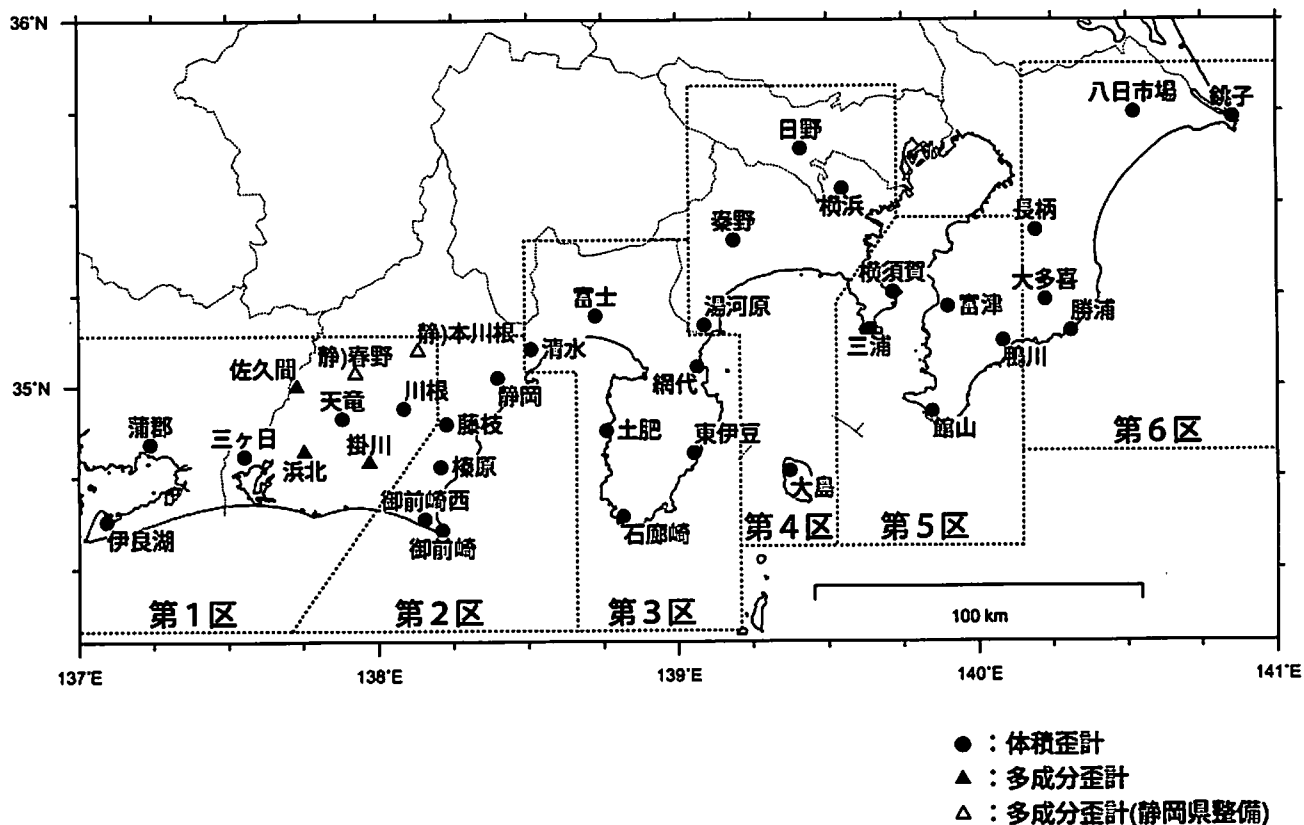 36°N
八日市場
銚子
日野
横浜
長柄
秦野
横須賀
大多喜
富士
湯河原
富津
勝浦
静)本川根
清水
三浦
鴨川
佐久間
静)春野
35°N
川根
静岡
網代
天竜
藤枝
土肥
東伊豆
館山
第6区
蒲郡
三ヶ日
掛川
浜北
榛原
大島
御前崎西
石廊崎
第4区
第5区
伊良湖
御前崎
第1区
第2区
第3区
100 km
137°E
138°E
139°E
140°E
141°E
● : 体積歪計
▲ : 多成分歪計
△ : 多成分歪計(静岡県整備)